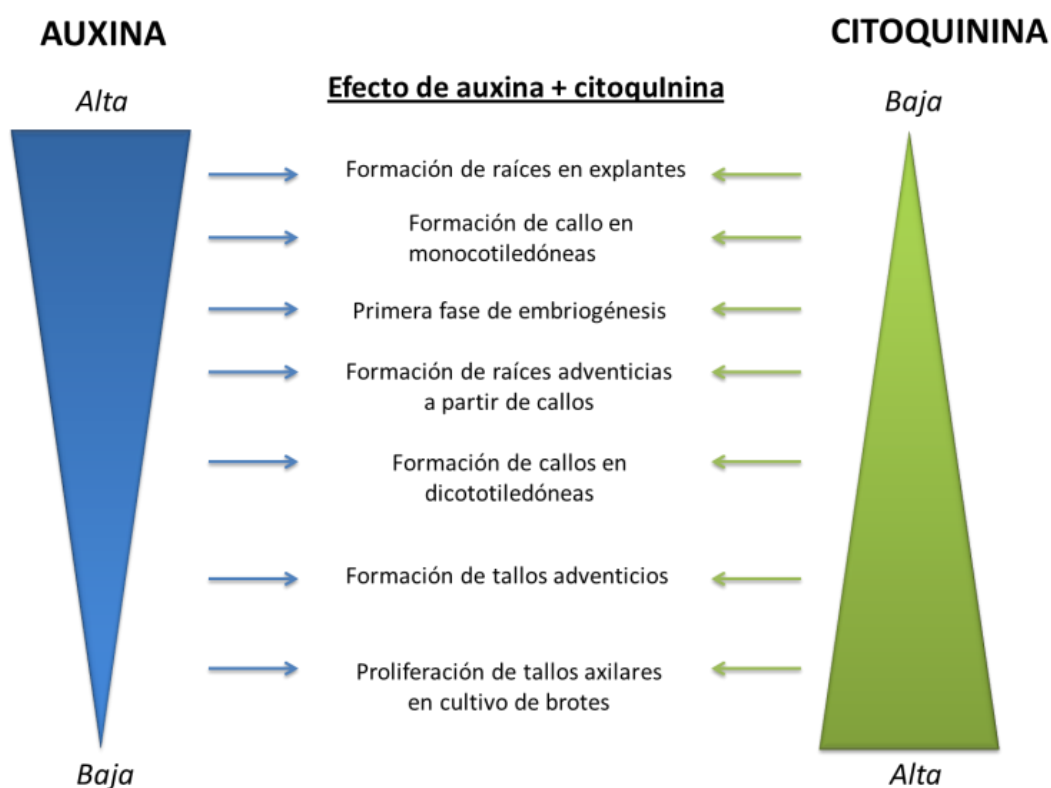 AUXINA
CITOQUININA
Alta
Efecto de auxina + citoquInina
Baja
Formación de raíces en explantes
Formación de callo en
monocotiledóneas
Primera fase de embriogénesis
Formación de raíces adventicias
a partir de callos
Formación de callos en
dicototiledóneas
Formación de tallos adventicios
Proliferación de tallos axilares
en cultivo de brotes
Baja
Alta